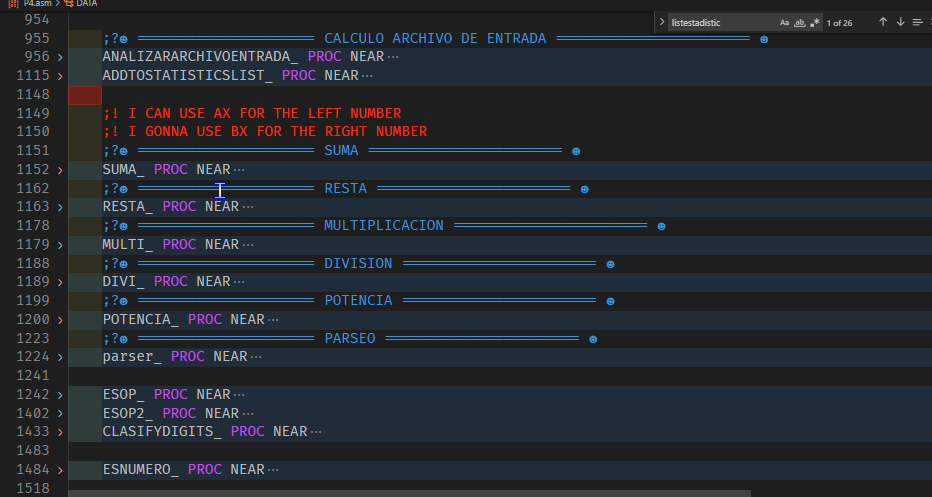 P4.asm > DATA
listestadistic Aa ab 1 of 26
954
955 ;?☻ ═════════════════════ CALCULO ARCHIVO DE ENTRADA ═══════════════════════ ☻
956 > ANALIZARARCHIVOENTRADA_ PROC NEAR···
1115 > ADDTOSTATISTICSLIST_ PROC NEAR···
1148
1149 ;! I CAN USE AX FOR THE LEFT NUMBER
1150 ;! I GONNA USE BX FOR THE RIGHT NUMBER
1151 ;?☻ ═════════════════════ SUMA ═══════════════════════ ☻
1152 > SUMA_ PROC NEAR···
1162 ;?☻ ═════════════════════ RESTA ═══════════════════════ ☻
1163 > RESTA_ PROC NEAR···
1178 ;?☻ ═════════════════════ MULTIPLICACION ═══════════════════════ ☻
1179 > MULTI_ PROC NEAR···
1188 ;?☻ ═════════════════════ DIVISION ═══════════════════════ ☻
1189 > DIVI_ PROC NEAR···
1199 ;?☻ ═════════════════════ POTENCIA ═══════════════════════ ☻
1200 > POTENCIA_ PROC NEAR···
1223 ;?☻ ═════════════════════ PARSEO ═══════════════════════ ☻
1224 > parser_ PROC NEAR···
1241
1242 > ESOP_ PROC NEAR···
1402 > ESOP2_ PROC NEAR···
1433 > CLASIFYDIGITS_ PROC NEAR···
1483
1484 > ESNUMERO_ PROC NEAR···
1518